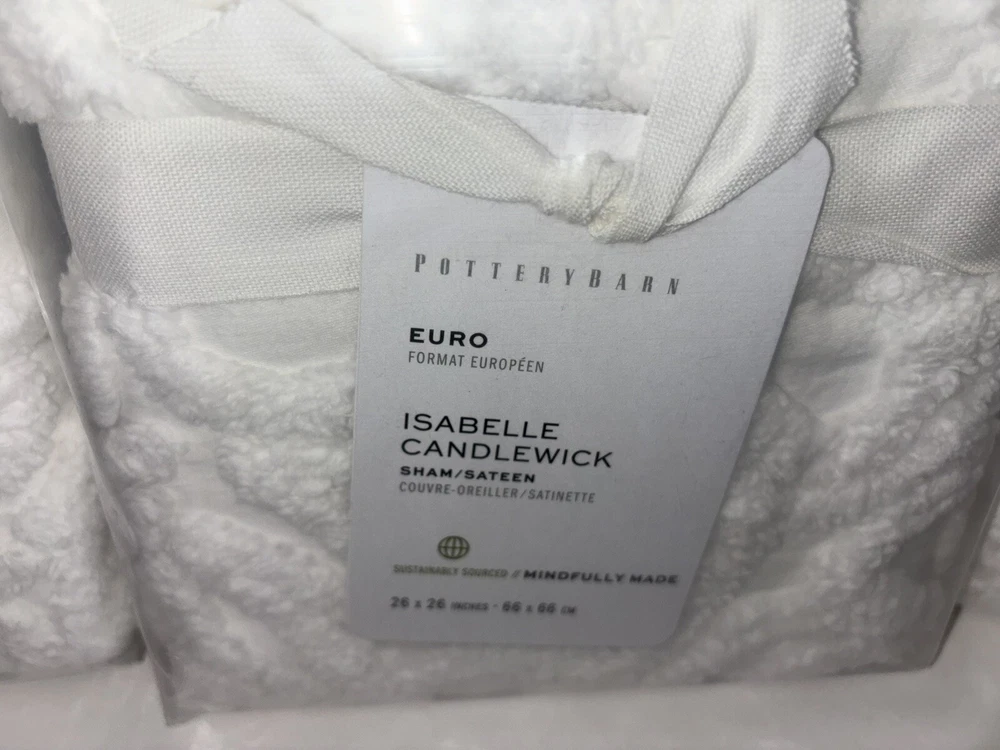 POTTERYBARN
EURO
FORMAT EUROPÉEN
ISABELLE
CANDLEWICK
SHAM/SATEEN
COUVRE-OREILLER/SATINETTE
SUSTAINABLY SOURCED // MINDFULLY MADE
26 x 26 INCHES · 66 x 66 CM